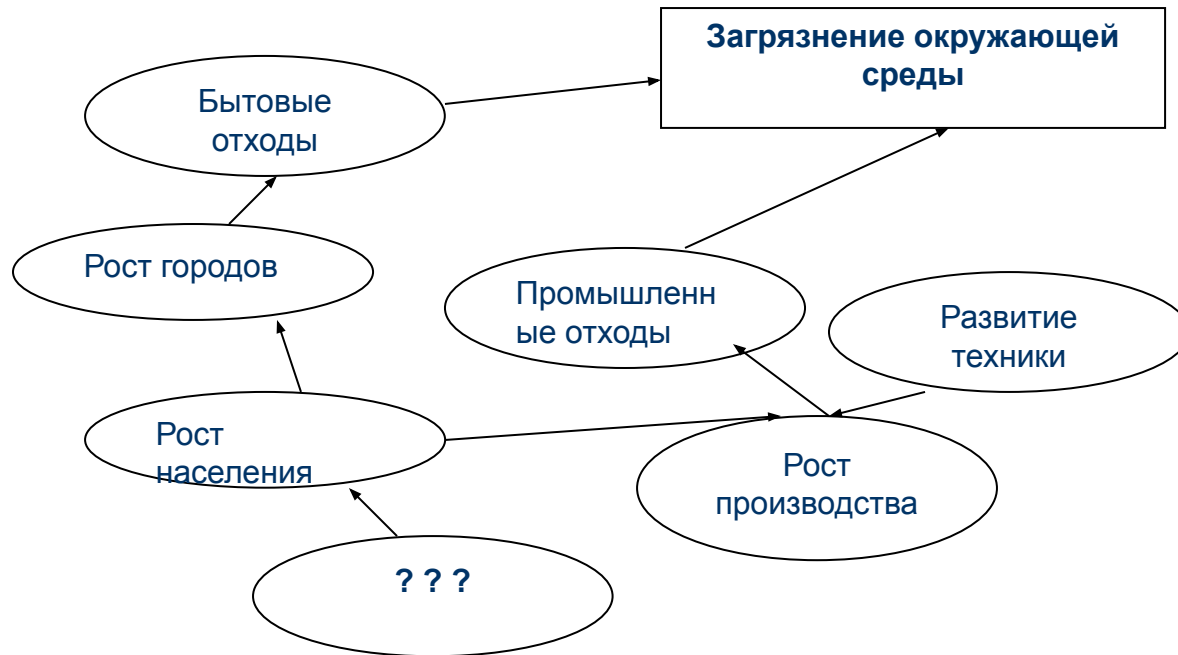 Загрязнение окружающей
среды
Бытовые
отходы
Рост городов
Промышленн
ые отходы
Развитие
техники
Рост
населения
Рост
производства
? ? ?